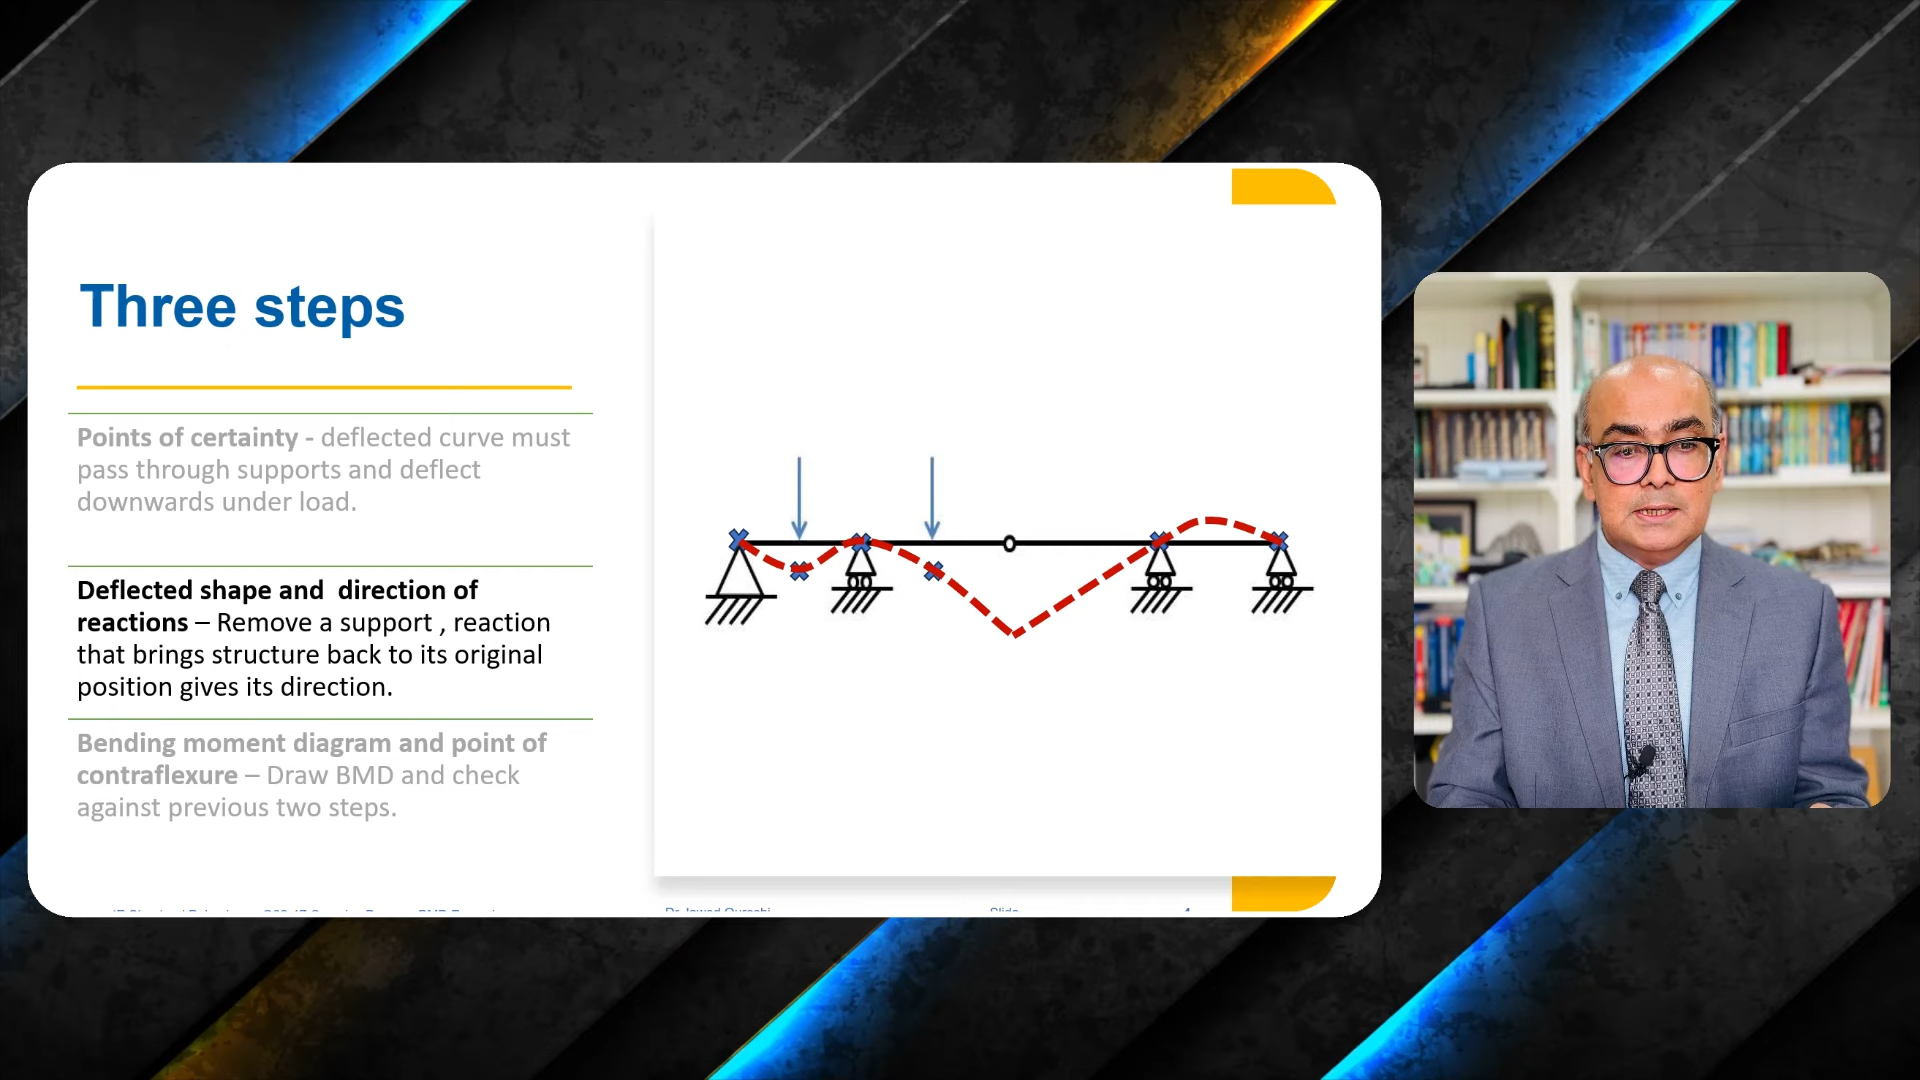 Three steps
Points of certainty - deflected curve must
pass through supports and deflect
downwards under load.
Deflected shape and  direction of
reactions – Remove a support , reaction
that brings structure back to its original
position gives its direction.
Bending moment diagram and point of
contraflexure – Draw BMD and check
against previous two steps.